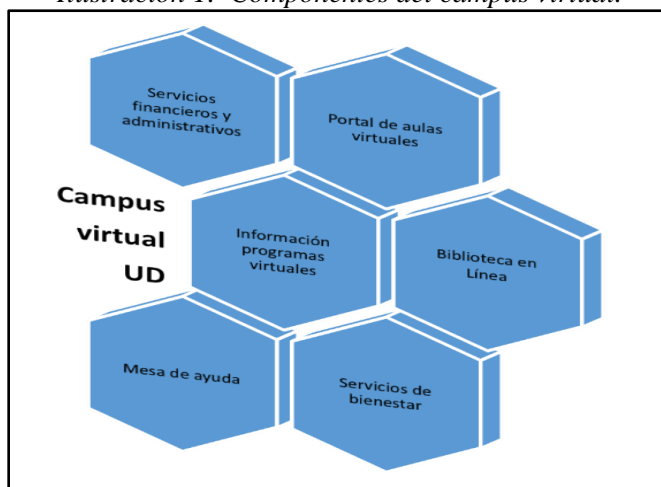 Ilustración 1. Componentes del campus virtual.
Servicios
financieros y
administrativos
Portal de aulas
virtuales
Campus
virtual
UD
Información
programas
virtuales
Biblioteca en
Línea
Mesa de ayuda
Servicios de
bienestar